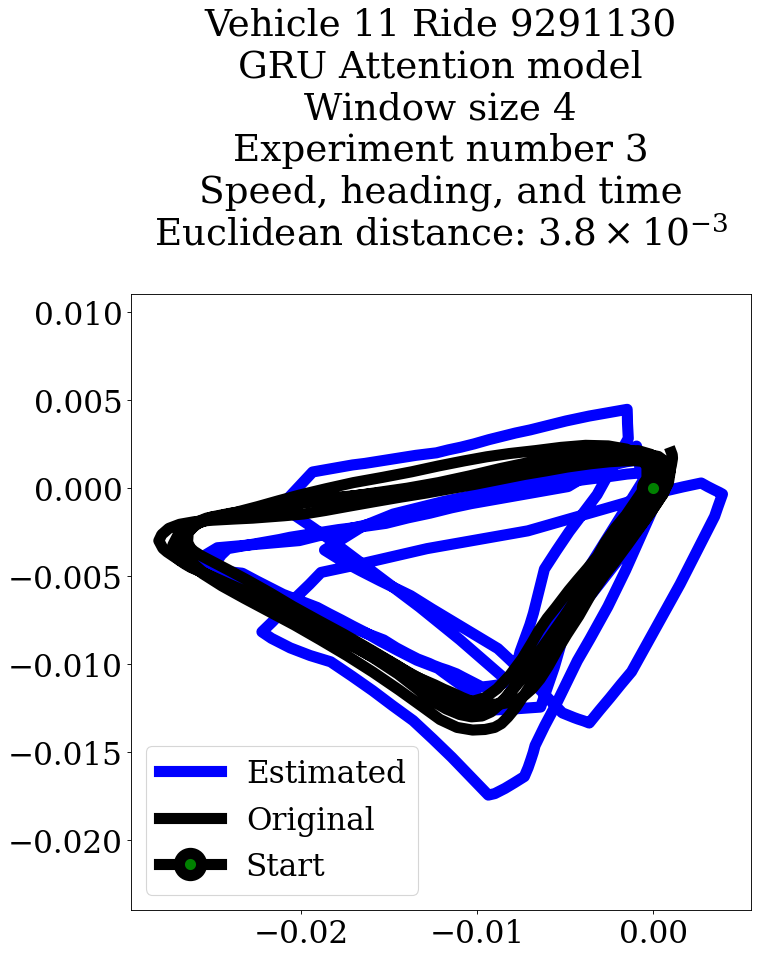 Vehicle 11 Ride 9291130
GRU Attention model
Window size 4
Experiment number 3
Speed, heading, and time
Euclidean distance: 3.8 × 10⁻³
0.010
0.005
0.000
−0.005
−0.010
−0.015
−0.020
Estimated
Original
Start
−0.02 −0.01 0.00